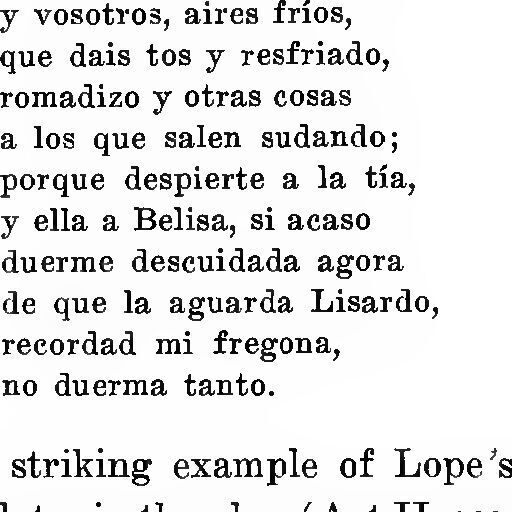 y vosotros, aires fríos,
que dais tos y resfriado,
romadizo y otras cosas
a los que salen sudando;
porque despierte a la tía,
y ella a Belisa, si acaso
duerme descuidada agora
de que la aguarda Lisardo,
recordad mi fregona,
no duerma tanto.
striking example of Lope's